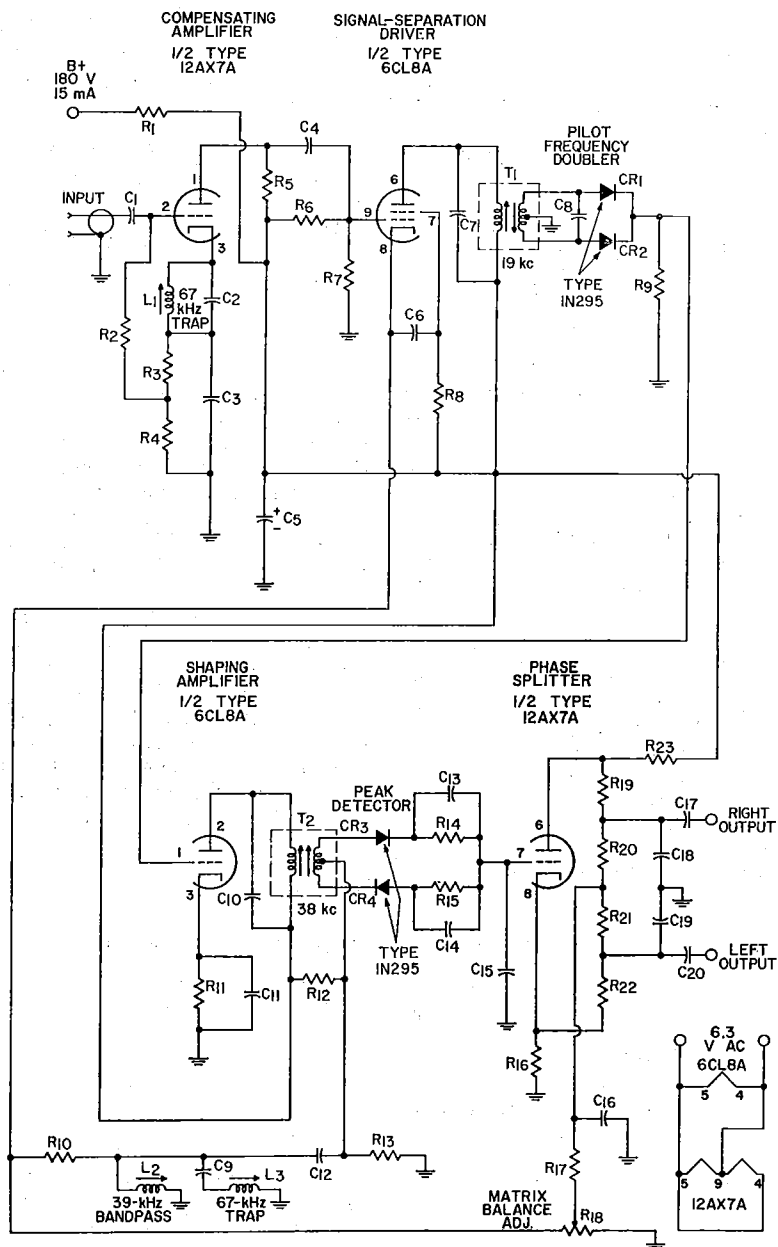 COMPENSATING
AMPLIFIER
1/2 TYPE
12AX7A
SIGNAL-SEPARATION
DRIVER
1/2 TYPE
6CL8A
B+
180 V
15 mA
R1
C4
PILOT
FREQUENCY
DOUBLER
1
6
T1
CR1
INPUT
C1
2
R5
R6
9
7
C7
C8
3
8
CR2
R7
19 kc
TYPE
IN295
R9
L1
67
kHz
TRAP
C2
C6
R2
R3
C3
R8
R4
+
-
C5
SHAPING
AMPLIFIER
1/2 TYPE
6CL8A
PHASE
SPLITTER
1/2 TYPE
12AX7A
R23
C13
R19
PEAK
DETECTOR
C17
RIGHT
OUTPUT
2
T2
CR3
R14
6
1
7
R20
C18
3
C10
CR4
R15
8
38 kc
C14
R21
C19
TYPE
IN295
C20
LEFT
OUTPUT
C15
R11
C11
R12
R22
R16
6.3
V AC
6CL8A
5
4
C16
R10
C9
C12
R13
L2
L3
R17
39-kHz
BANDPASS
67-kHz
TRAP
MATRIX
BALANCE
ADJ.
R18
5
9
4
12AX7A